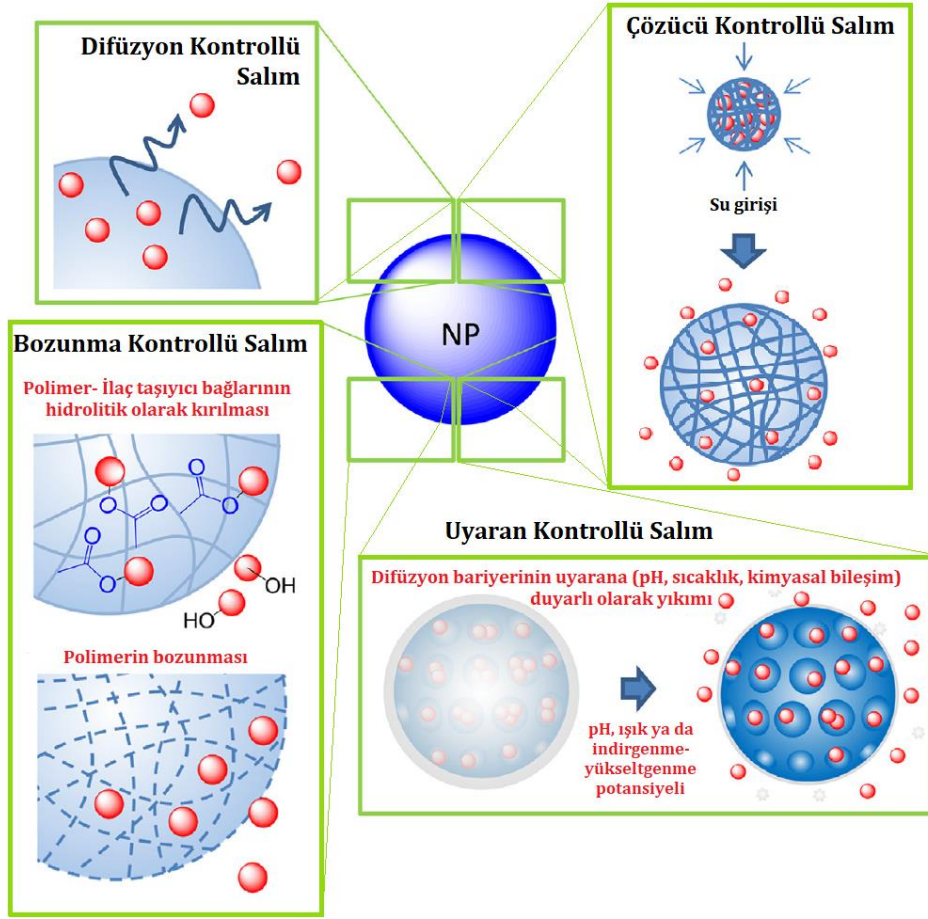 Difüzyon Kontrollü
Salım
Çözücü Kontrollü Salım
Su girişi
NP
Bozunma Kontrollü Salım
Polimer- İlaç taşıyıcı bağlarının
hidrolitik olarak kırılması
O
O
O
O
O
O
OH
HO
Polimerin bozunması
Uyaran Kontrollü Salım
Difüzyon bariyerinin uyarana (pH, sıcaklık, kimyasal bileşim)
duyarlı olarak yıkımı
pH, ışık ya da
indirgenme-
yükseltgenme
potansiyeli